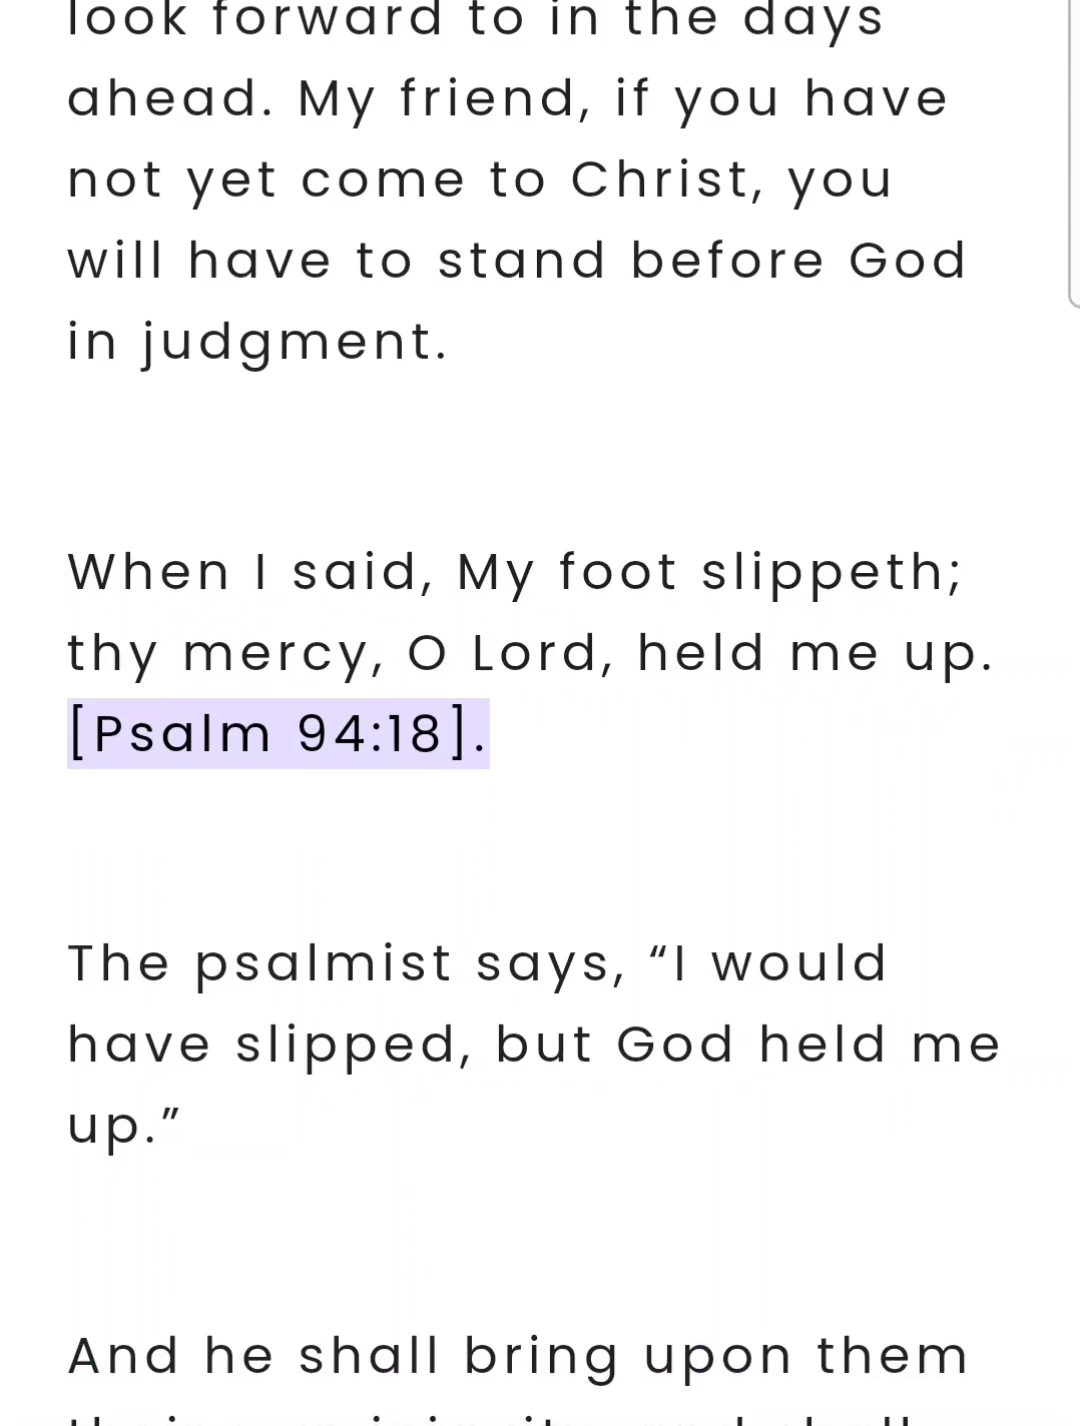 look forward to in the days
ahead. My friend, if you have
not yet come to Christ, you
will have to stand before God
in judgment.
When I said, My foot slippeth;
thy mercy, O Lord, held me up.
[Psalm 94:18].
The psalmist says, “I would
have slipped, but God held me
up.”
And he shall bring upon them